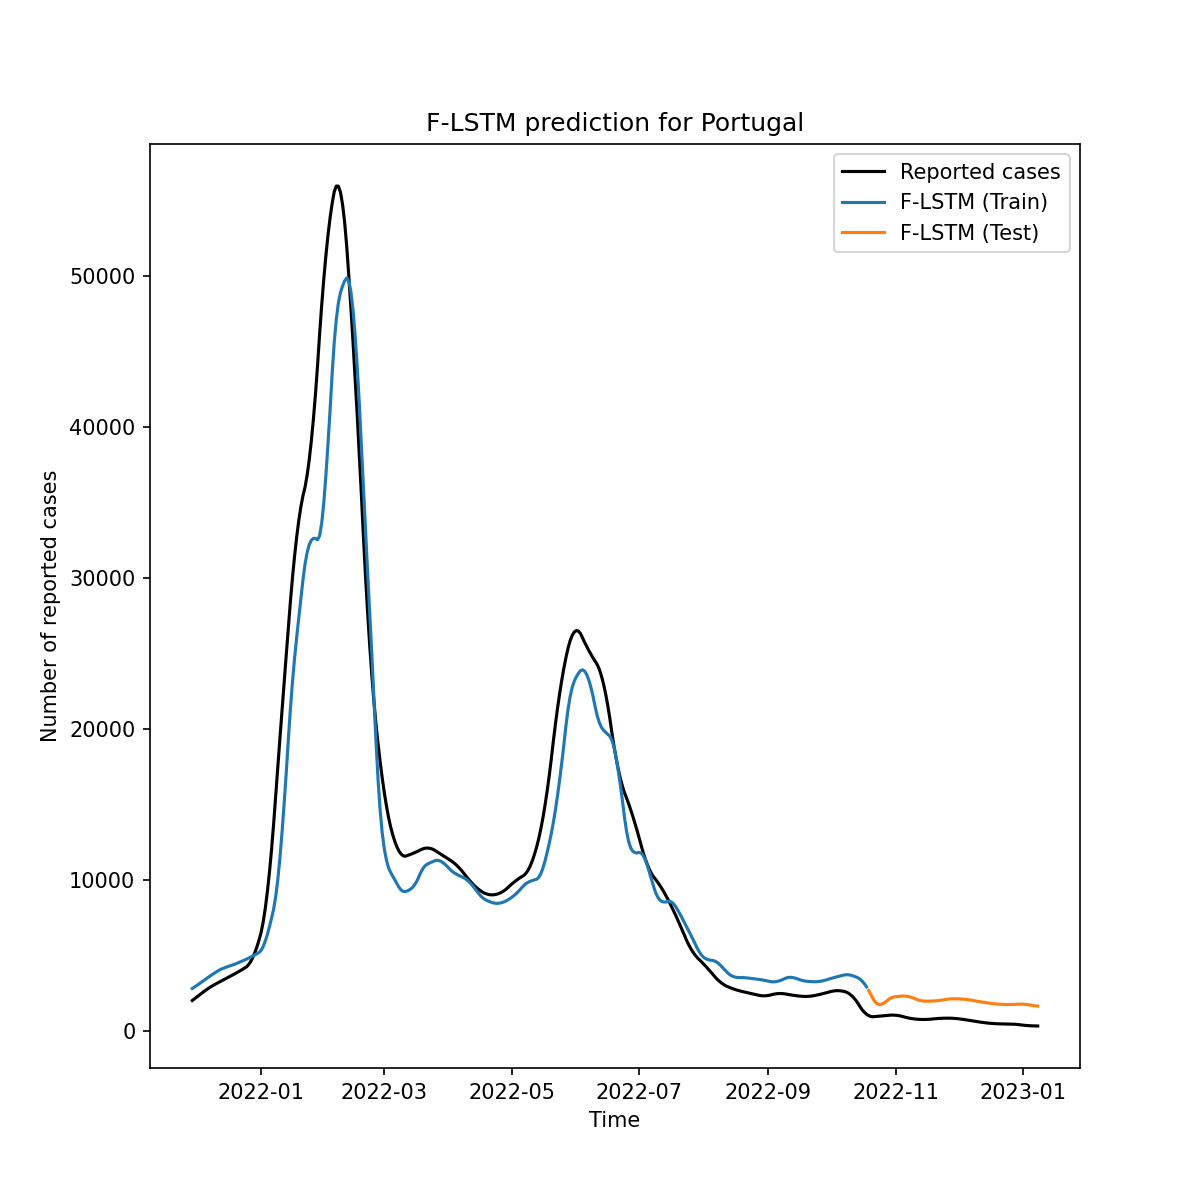 F-LSTM prediction for Portugal
Reported cases
F-LSTM (Train)
F-LSTM (Test)
Number of reported cases
50000
40000
30000
20000
10000
0
2022-01 2022-03 2022-05 2022-07 2022-09 2022-11 2023-01
Time